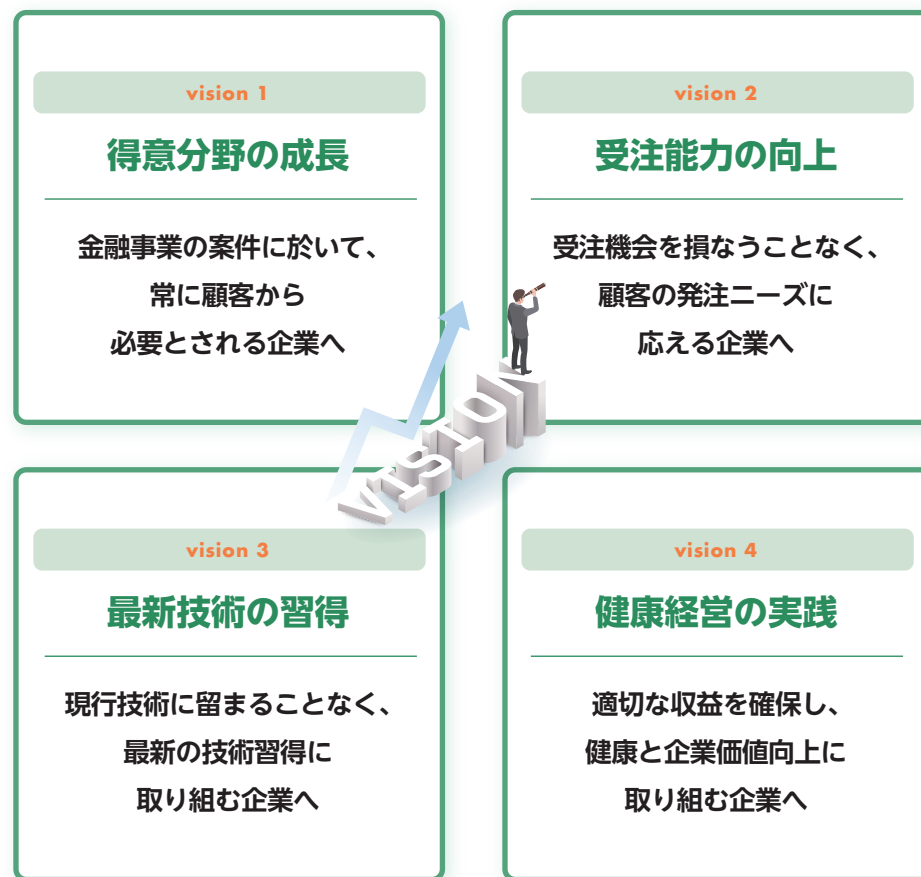 vision 1
得意分野の成長
金融事業の案件に於いて、
常に顧客から
必要とされる企業へ
vision 2
受注能力の向上
受注機会を損なうことなく、
顧客の発注ニーズに
応える企業へ
VISION
vision 3
最新技術の習得
現行技術に留まることなく、
最新の技術習得に
取り組む企業へ
vision 4
健康経営の実践
適切な収益を確保し、
健康と企業価値向上に
取り組む企業へ